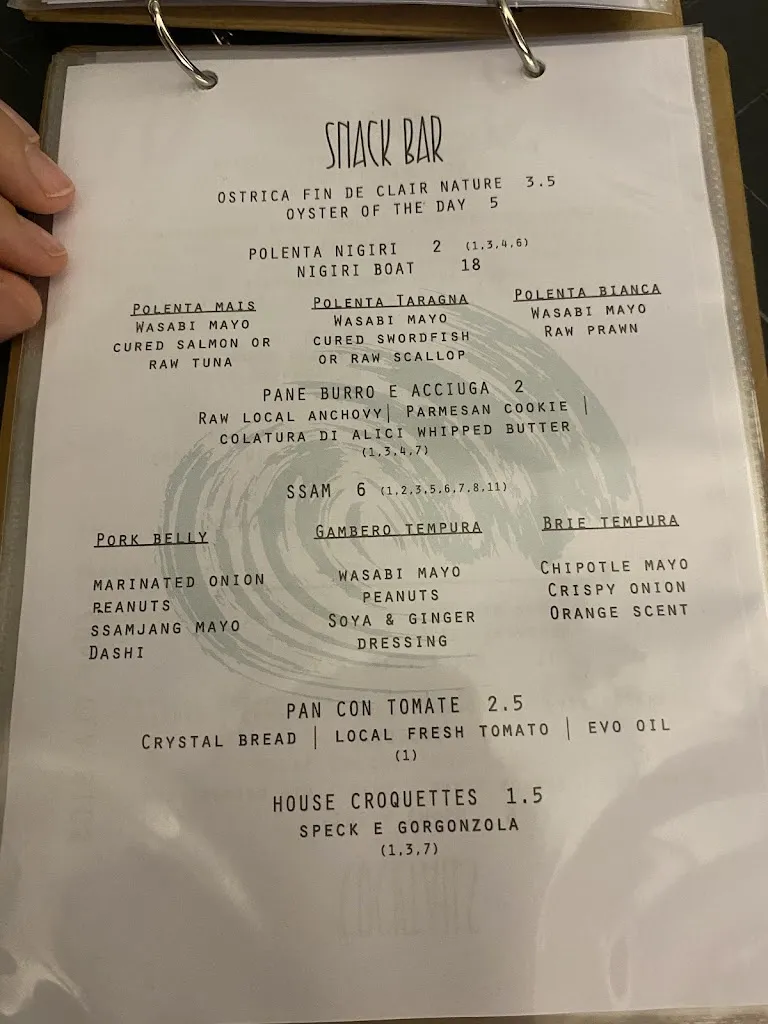 SNACK BAR
OSTRICA FIN DE CLAIR NATURE 3.5
OYSTER OF THE DAY 5
POLENTA NIGIRI 2 (1,3,4,6)
NIGIRI BOAT 18
POLENTA MAIS
WASABI MAYO
CURED SALMON OR
RAW TUNA
POLENTA TARAGNA
WASABI MAYO
CURED SWORDFISH
OR RAW SCALLOP
POLENTA BIANCA
WASABI MAYO
RAW PRAWN
PANE BURRO E ACCIUGA 2
RAW LOCAL ANCHOVY| PARMESAN COOKIE |
COLATURA DI ALICI WHIPPED BUTTER
(1,3,4,7)
SSAM 6 (1,2,3,5,6,7,8,11)
PORK BELLY
MARINATED ONION
PEANUTS
SSAMJANG MAYO
DASHI
GAMBERO TEMPURA
WASABI MAYO
PEANUTS
SOYA & GINGER
DRESSING
BRIE TEMPURA
CHIPOTLE MAYO
CRISPY ONION
ORANGE SCENT
PAN CON TOMATE 2.5
CRYSTAL BREAD | LOCAL FRESH TOMATO | EVO OIL
(1)
HOUSE CROQUETTES 1.5
SPECK E GORGONZOLA
(1,3,7)